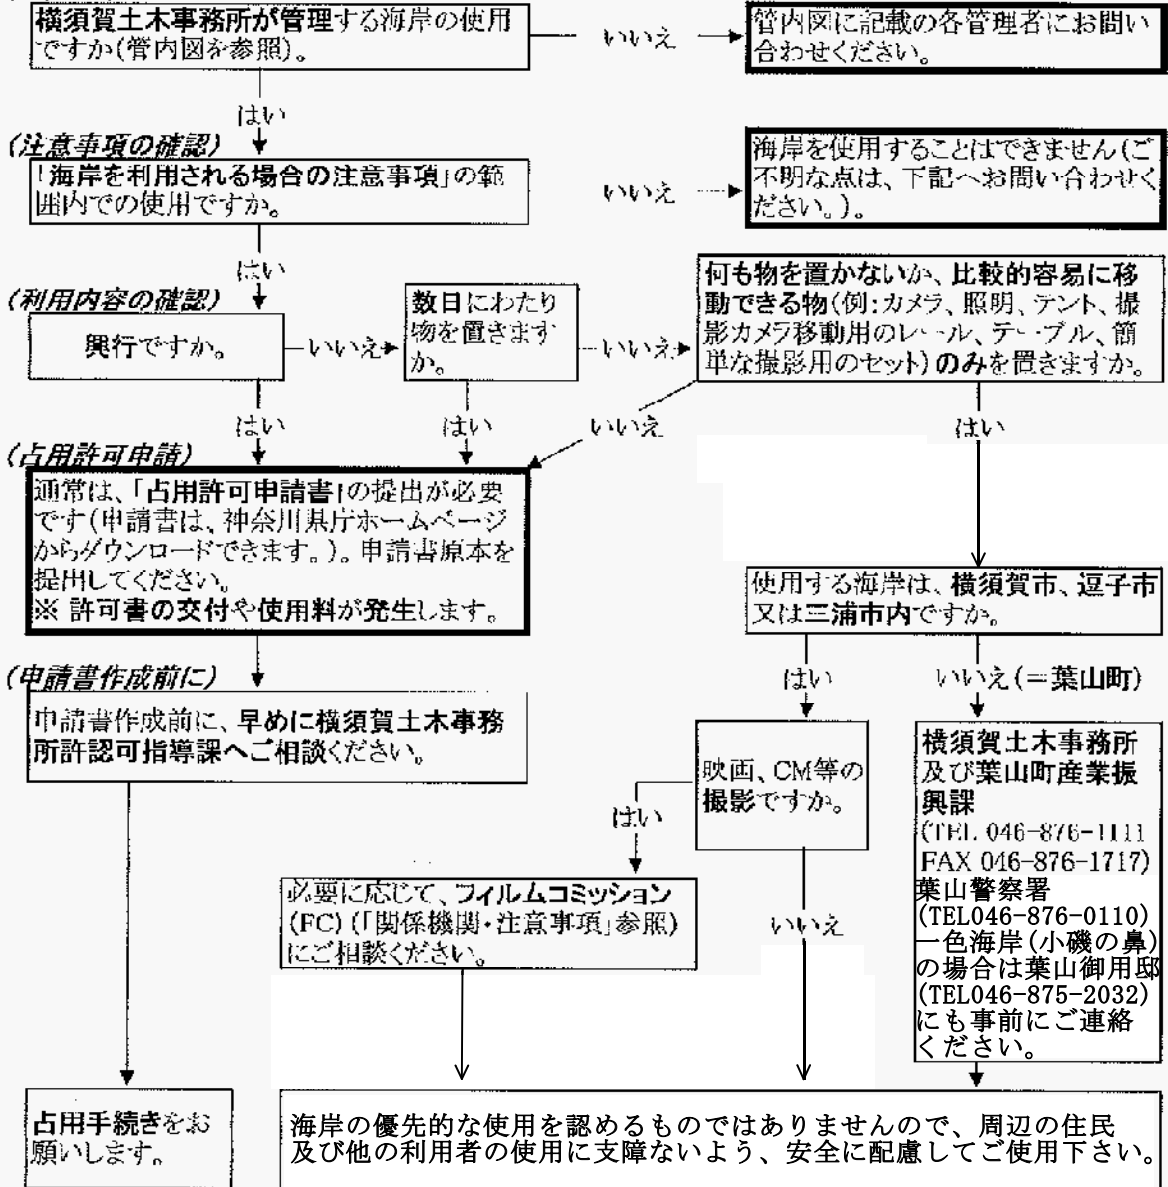 横須賀土木事務所が管理する海岸の使用
ですか(管内図を参照)。
いいえ
管内図に記載の各管理者にお問い
合わせください。
はい
(注意事項の確認)
「海岸を利用される場合の注意事項」の範
囲内での使用ですか。
いいえ
海岸を使用することはできません(ご
不明な点は、下記へお問い合わせく
ださい。)。
はい
(利用内容の確認)
興行ですか。
いいえ
数日にわたり
物を置きます
か。
いいえ
何も物を置かないか、比較的容易に移
動できる物(例:カメラ、照明、テント、撮
影カメラ移動用のレール、テーブル、簡
単な撮影用のセット)のみを置きますか。
はい
はい
いいえ
はい
(占用許可申請)
通常は、「占用許可申請書」の提出が必要
です(申請書は、神奈川県庁ホームページ
からダウンロードできます。)。申請書原本を
提出してください。
※ 許可書の交付や使用料が発生します。
使用する海岸は、横須賀市、逗子市
又は三浦市内ですか。
はい
いいえ(=葉山町)
(申請書作成前に)
申請書作成前に、早めに横須賀土木事務
所許認可指導課へご相談ください。
映画、CM等の
撮影ですか。
はい
いいえ
横須賀土木事務所
及び葉山町産業振
興課
(TEL 046-876-1111
FAX 046-876-1717)
葉山警察署
(TEL046-876-0110)
一色海岸(小磯の鼻)
の場合は葉山御用邸
(TEL046-875-2032)
にも事前にご連絡
ください。
必要に応じて、フィルムコミッション
(FC)(「関係機関・注意事項」参照)
にご相談ください。
占用手続きをお
願いします。
海岸の優先的な使用を認めるものではありませんので、周辺の住民
及び他の利用者の使用に支障ないよう、安全に配慮してご使用下さい。